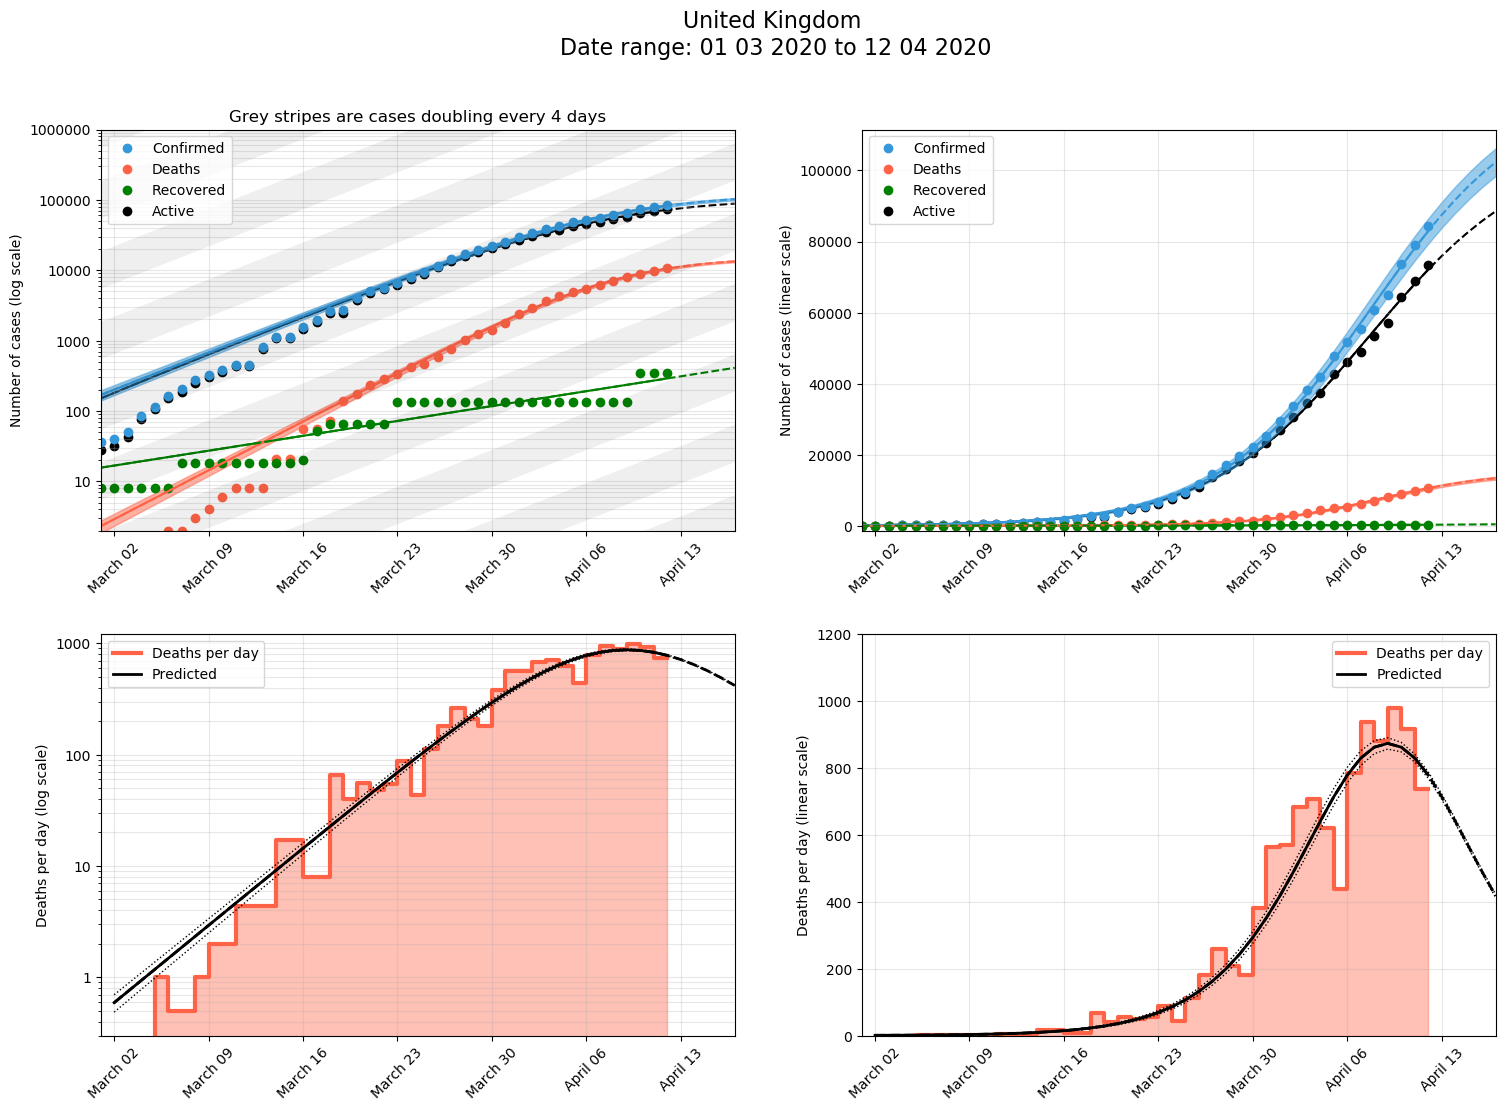 United Kingdom
Date range: 01 03 2020 to 12 04 2020
Grey stripes are cases doubling every 4 days
Number of cases (log scale)
1000000
100000
10000
1000
100
10
Confirmed
Deaths
Recovered
Active
March 02
March 09
March 16
March 23
March 30
April 06
April 13
Number of cases (linear scale)
100000
80000
60000
40000
20000
0
Confirmed
Deaths
Recovered
Active
March 02
March 09
March 16
March 23
March 30
April 06
April 13
Deaths per day (log scale)
1000
100
10
1
Deaths per day
Predicted
March 02
March 09
March 16
March 23
March 30
April 06
April 13
Deaths per day (linear scale)
1200
1000
800
600
400
200
0
Deaths per day
Predicted
March 02
March 09
March 16
March 23
March 30
April 06
April 13